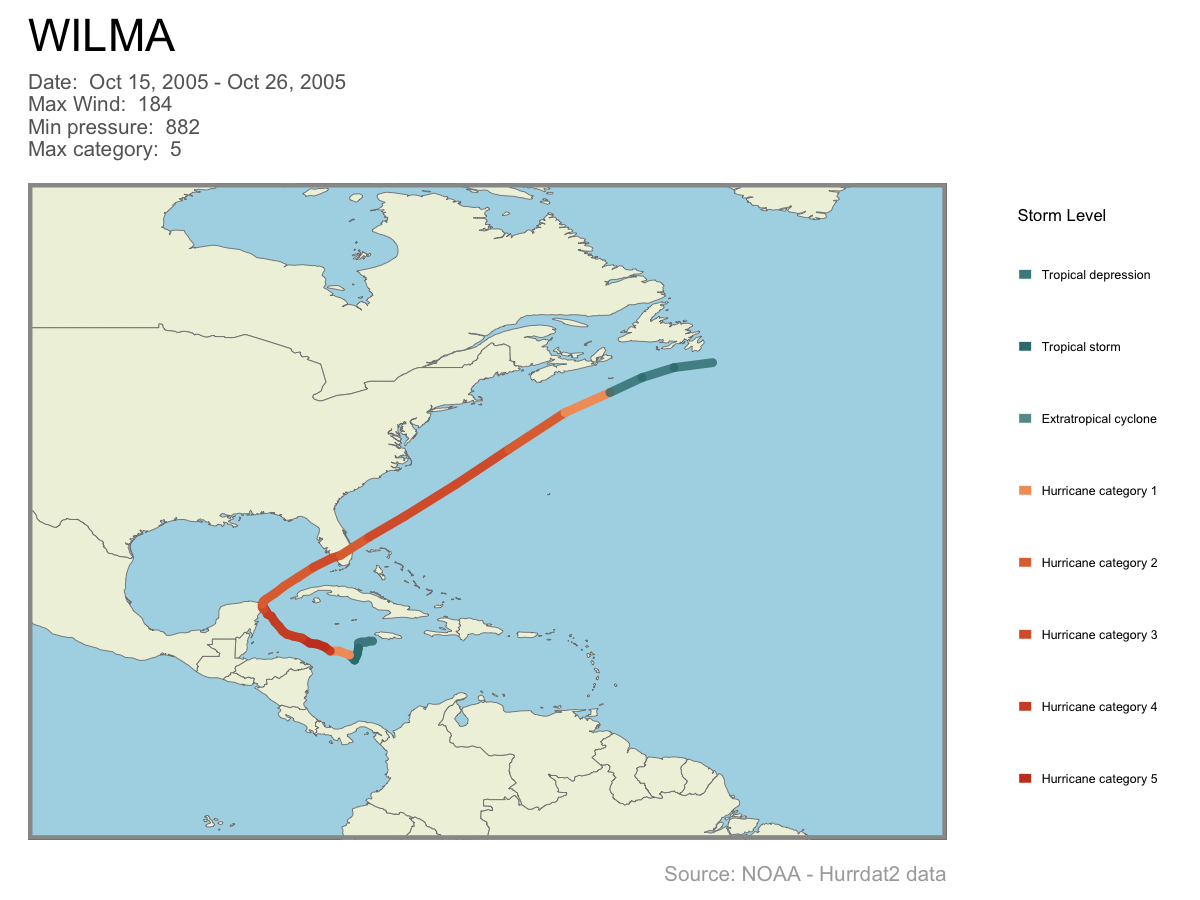 WILMA
Date:  Oct 15, 2005 - Oct 26, 2005
Max Wind:  184
Min pressure:  882
Max category:  5
Storm Level
Tropical depression
Tropical storm
Extratropical cyclone
Hurricane category 1
Hurricane category 2
Hurricane category 3
Hurricane category 4
Hurricane category 5
Source: NOAA - Hurrdat2 data